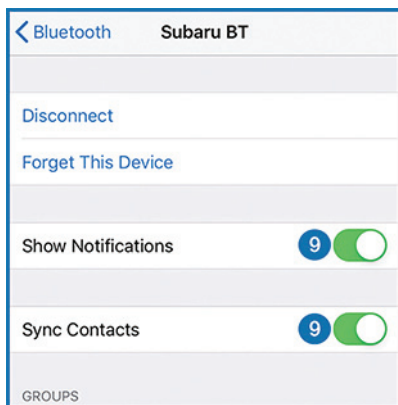 Bluetooth Subaru BT
Disconnect
Forget This Device
Show Notifications 9
Sync Contacts 9
GROUPS